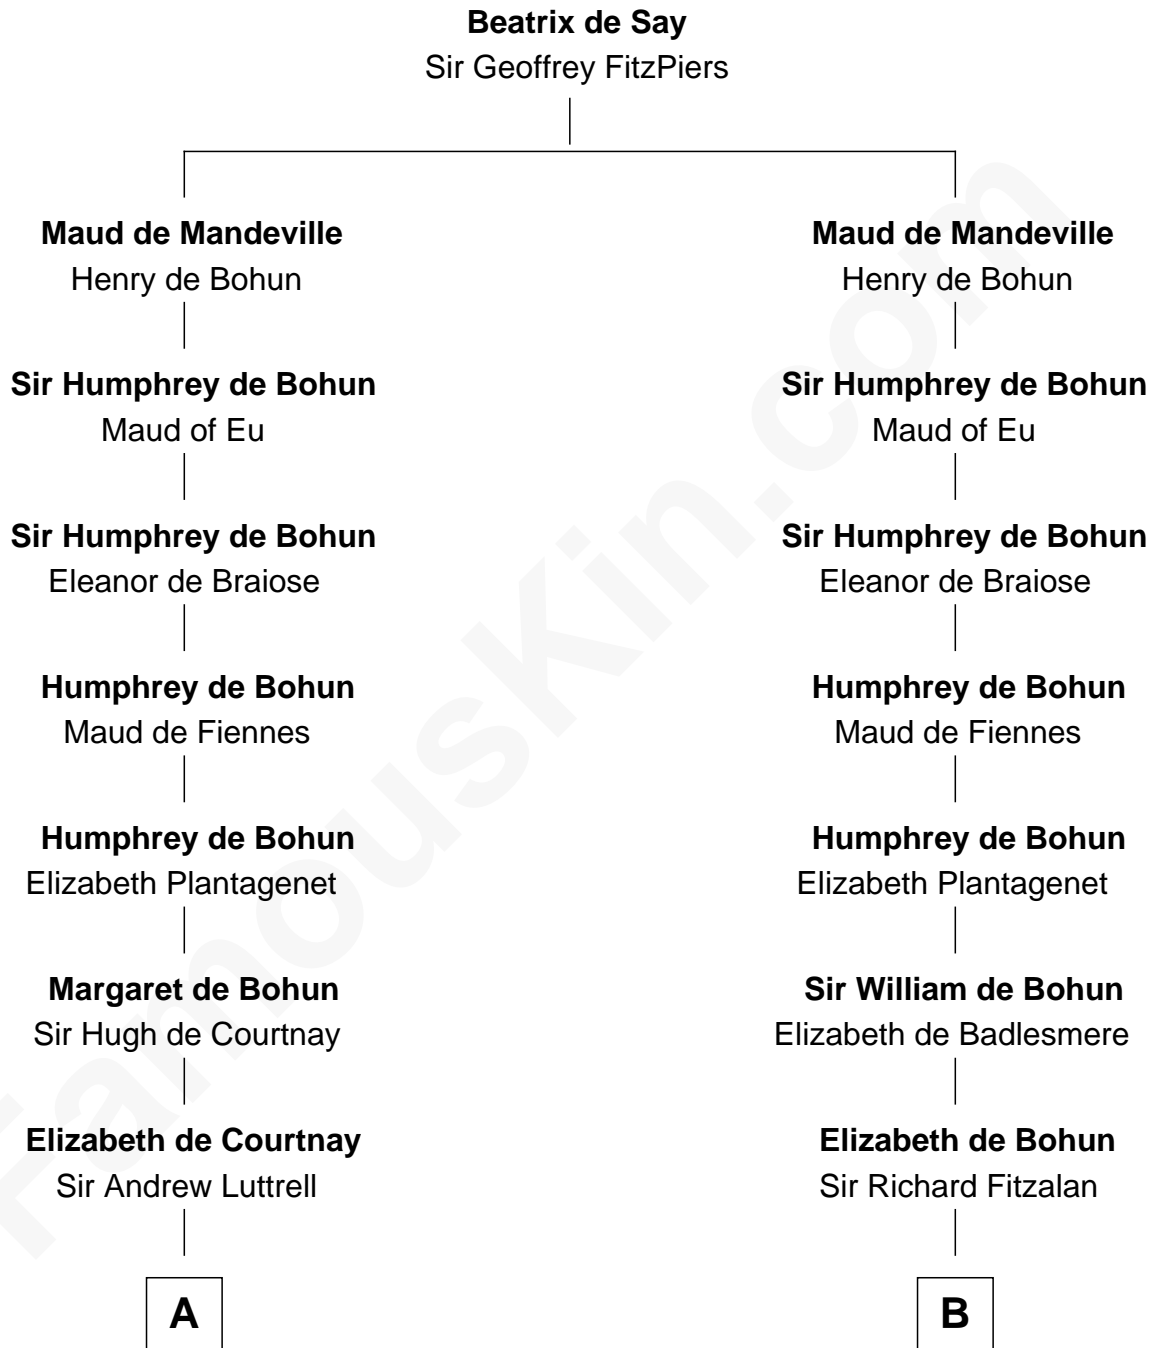 Beatrix de Say
Sir Geoffrey FitzPiers
Maud de Mandeville
Henry de Bohun
Sir Humphrey de Bohun
Maud of Eu
Sir Humphrey de Bohun
Eleanor de Braiose
Humphrey de Bohun
Maud de Fiennes
Humphrey de Bohun
Elizabeth Plantagenet
Margaret de Bohun
Sir Hugh de Courtnay
Elizabeth de Courtnay
Sir Andrew Luttrell
A
Maud de Mandeville
Henry de Bohun
Sir Humphrey de Bohun
Maud of Eu
Sir Humphrey de Bohun
Eleanor de Braiose
Humphrey de Bohun
Maud de Fiennes
Humphrey de Bohun
Elizabeth Plantagenet
Sir William de Bohun
Elizabeth de Badlesmere
Elizabeth de Bohun
Sir Richard Fitzalan
B
FamousKin.com